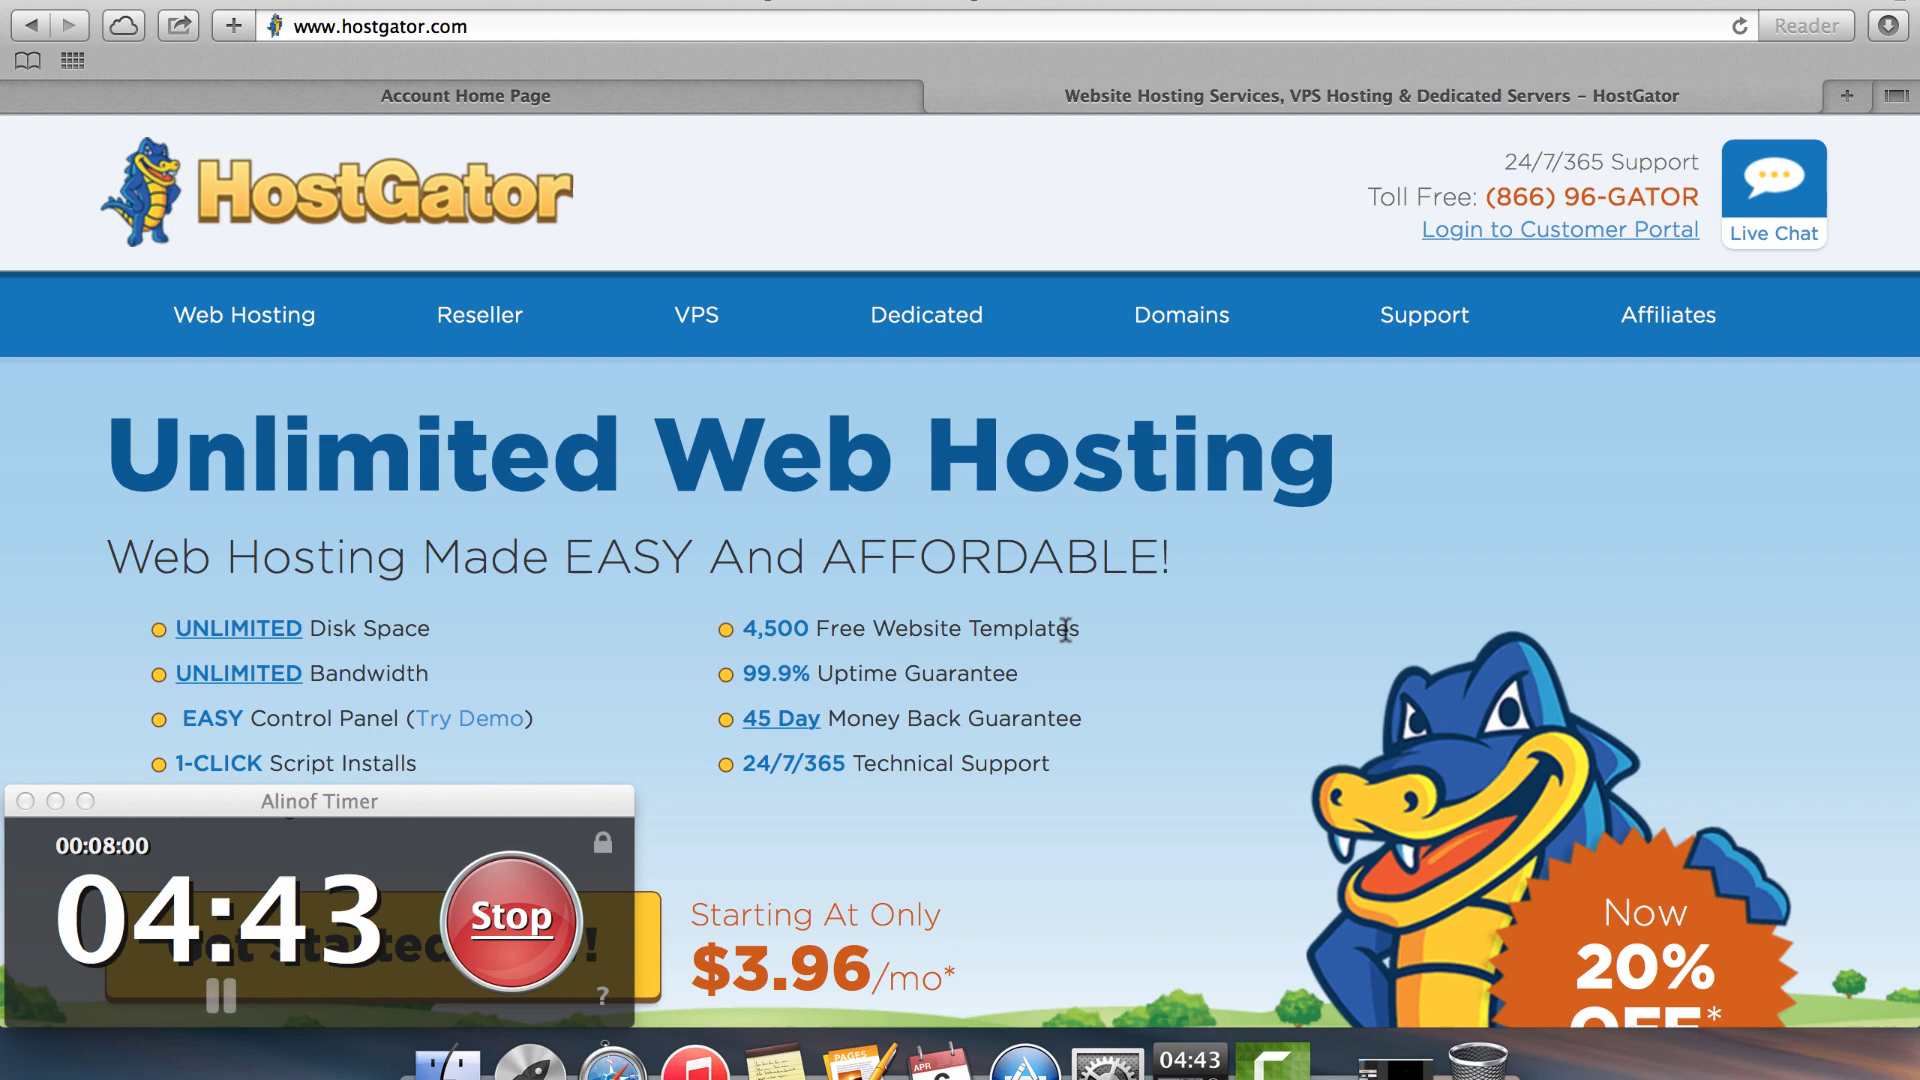 www.hostgator.com
Reader
Account Home Page
Website Hosting Services, VPS Hosting & Dedicated Servers – HostGator
HostGator
24/7/365 Support
Toll Free: (866) 96-GATOR
Login to Customer Portal
Live Chat
Web Hosting
Reseller
VPS
Dedicated
Domains
Support
Affiliates
Unlimited Web Hosting
Web Hosting Made EASY And AFFORDABLE!
UNLIMITED Disk Space
UNLIMITED Bandwidth
EASY Control Panel (Try Demo)
1-CLICK Script Installs
4,500 Free Website Templates
99.9% Uptime Guarantee
45 Day Money Back Guarantee
24/7/365 Technical Support
Alinof Timer
00:08:00
04:43
Stop
?
Starting At Only
$3.96/mo*
Now
20%
OFF*
PAGES
APR
04:43